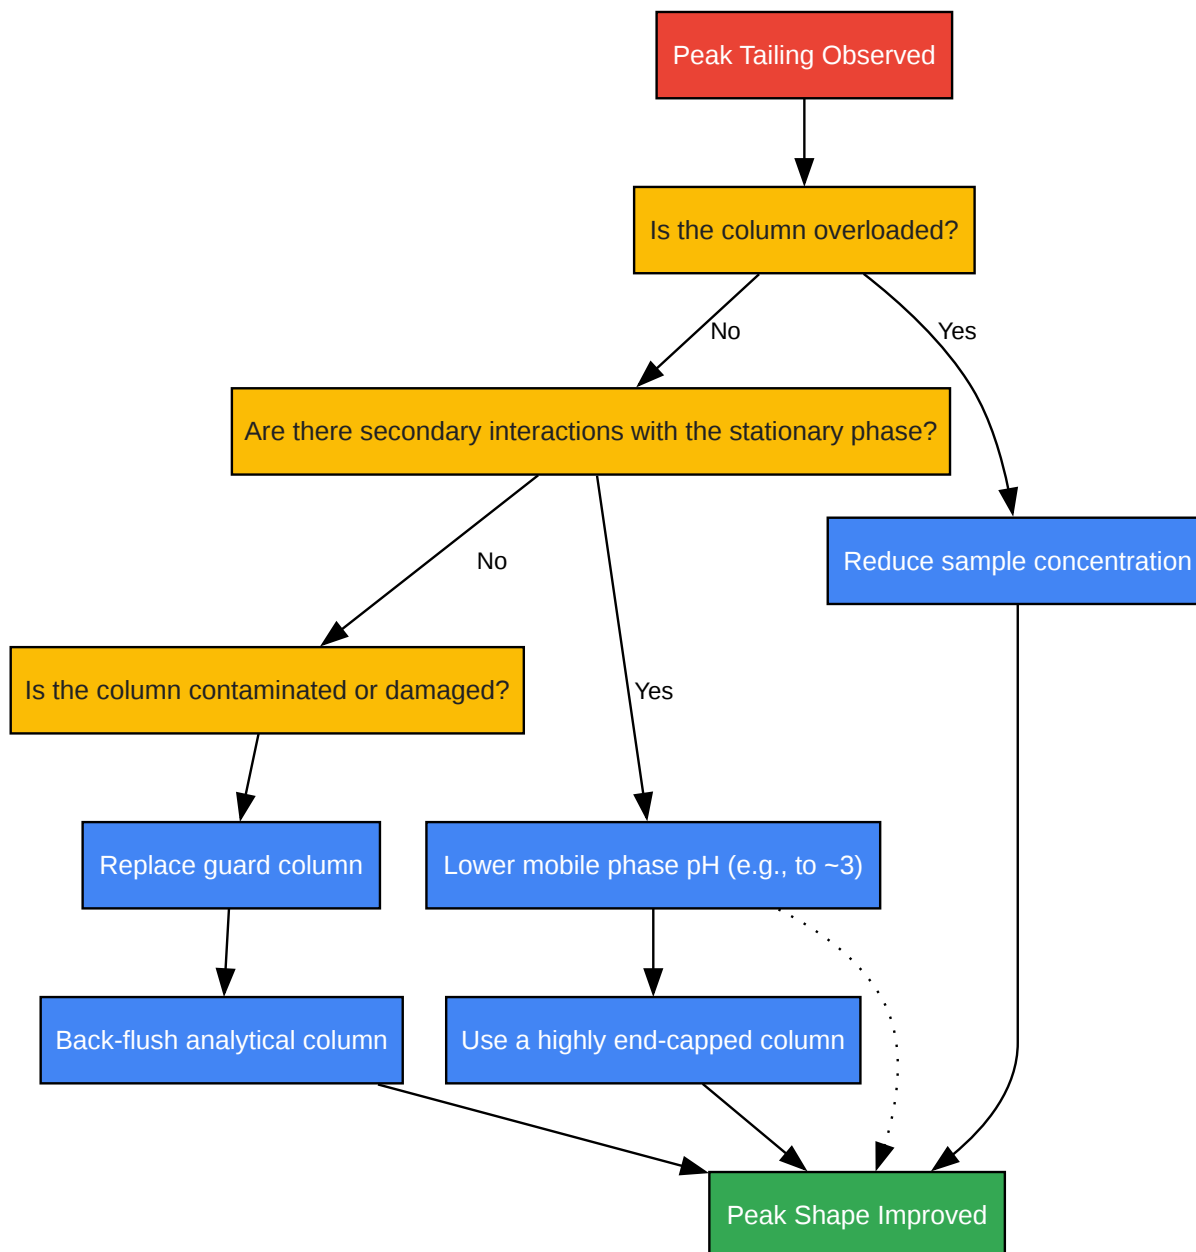 Peak Tailing Observed
Is the column overloaded?
No
Yes
Are there secondary interactions with the stationary phase?
No
Reduce sample concentration
Is the column contaminated or damaged?
Yes
Replace guard column
Lower mobile phase pH (e.g., to ~3)
Back-flush analytical column
Use a highly end-capped column
Peak Shape Improved